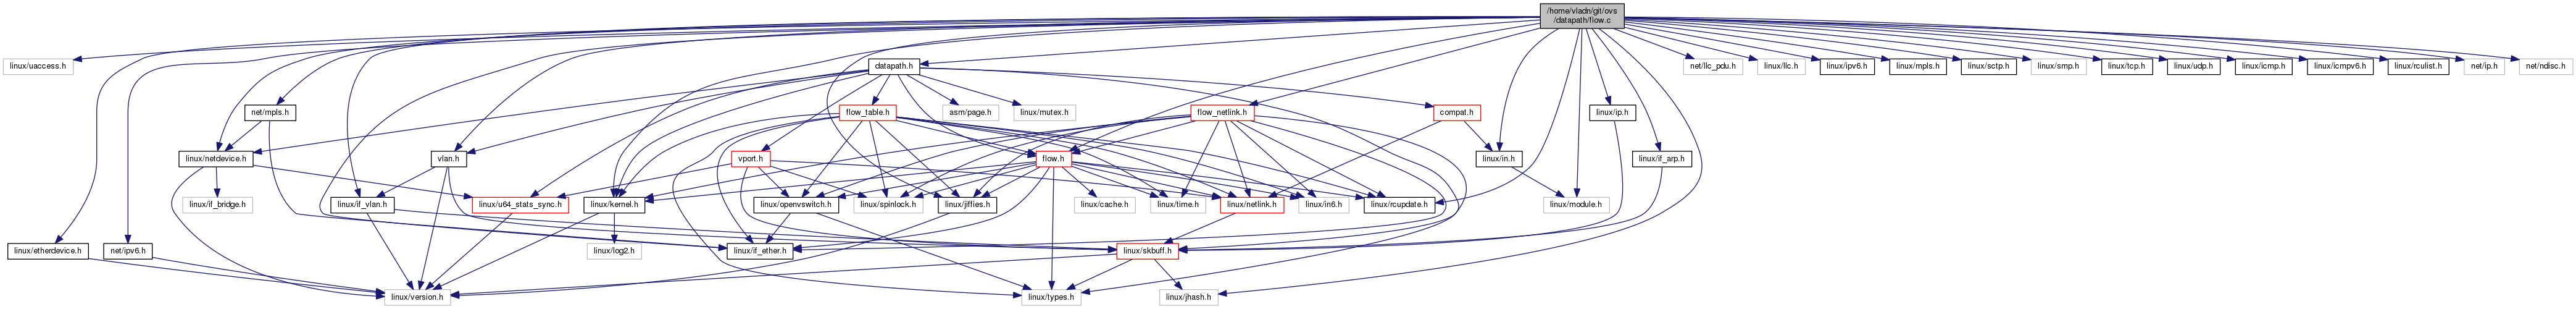 /home/vladn/git/ovs
/datapath/flow.c
linux/uaccess.h
datapath.h
net/llc_pdu.h
linux/llc.h
linux/ipv6.h
linux/mpls.h
linux/sctp.h
linux/smp.h
linux/tcp.h
linux/udp.h
linux/icmp.h
linux/icmpv6.h
linux/rculist.h
net/ip.h
net/ndisc.h
net/mpls.h
flow_table.h
asm/page.h
linux/mutex.h
flow_netlink.h
compat.h
linux/ip.h
linux/netdevice.h
vlan.h
vport.h
flow.h
linux/in.h
linux/if_arp.h
linux/if_bridge.h
linux/if_vlan.h
linux/u64_stats_sync.h
linux/kernel.h
linux/openvswitch.h
linux/spinlock.h
linux/jiffies.h
linux/cache.h
linux/time.h
linux/netlink.h
linux/in6.h
linux/rcupdate.h
linux/module.h
linux/etherdevice.h
net/ipv6.h
linux/log2.h
linux/if_ether.h
linux/skbuff.h
linux/version.h
linux/types.h
linux/jhash.h